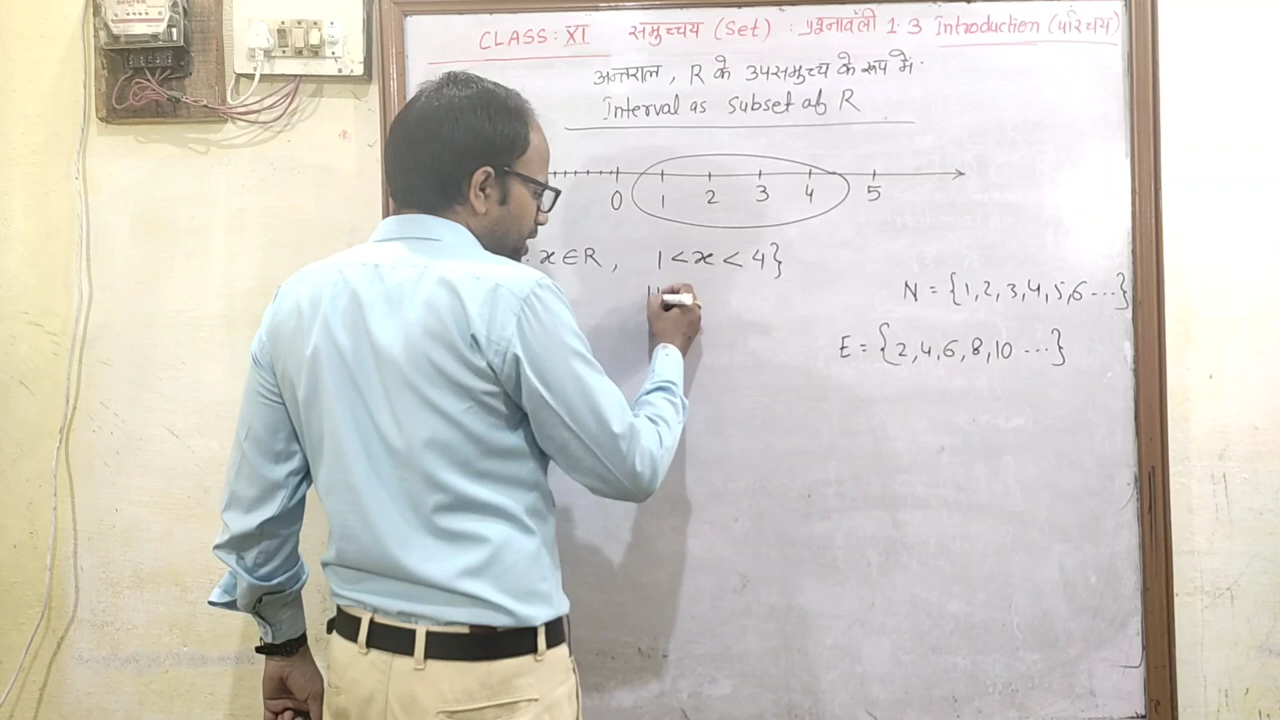 CLASS: XI समुच्चय (Set) : प्रश्नावली 1.3 Introduction (परिचय)
अन्तराल, R के उपसमुच्चय के रूप में.
Interval as subset of R
0 1 2 3 4 5
x ∈ R, 1 < x < 4}
N = {1, 2, 3, 4, 5, 6 ...}
E = {2, 4, 6, 8, 10 ...}